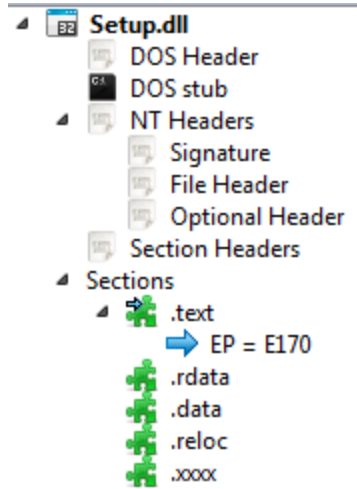 Setup.dll
DOS Header
DOS stub
NT Headers
Signature
File Header
Optional Header
Section Headers
Sections
.text
EP = E170
.rdata
.data
.reloc
.xxxx